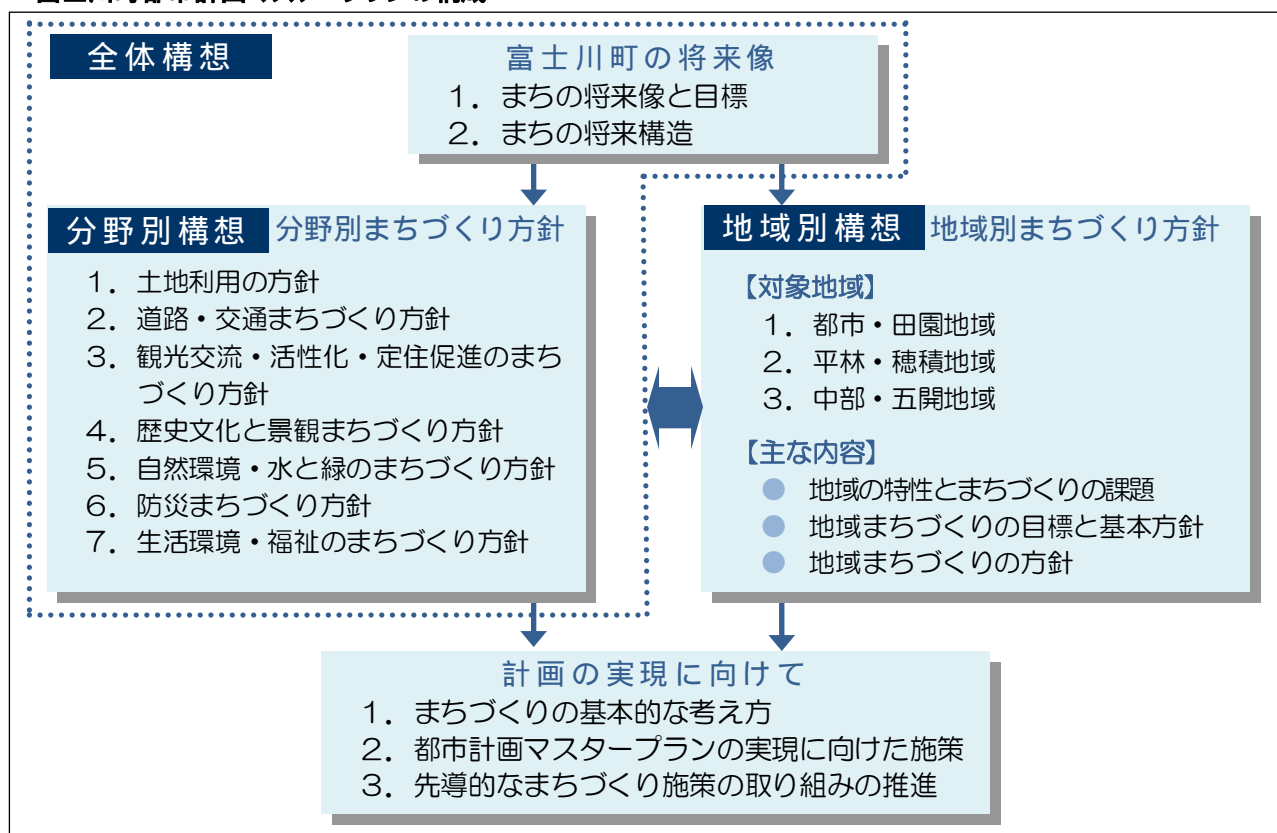 全体構想
富士川町の将来像
1．まちの将来像と目標
2．まちの将来構造
分野別構想 分野別まちづくり方針
1．土地利用の方針
2．道路・交通まちづくり方針
3．観光交流・活性化・定住促進のまち
づくり方針
4．歴史文化と景観まちづくり方針
5．自然環境・水と緑のまちづくり方針
6．防災まちづくり方針
7．生活環境・福祉のまちづくり方針
地域別構想 地域別まちづくり方針
【対象地域】
1．都市・田園地域
2．平林・穂積地域
3．中部・五開地域
【主な内容】
● 地域の特性とまちづくりの課題
● 地域まちづくりの目標と基本方針
● 地域まちづくりの方針
計画の実現に向けて
1．まちづくりの基本的な考え方
2．都市計画マスタープランの実現に向けた施策
3．先導的なまちづくり施策の取り組みの推進